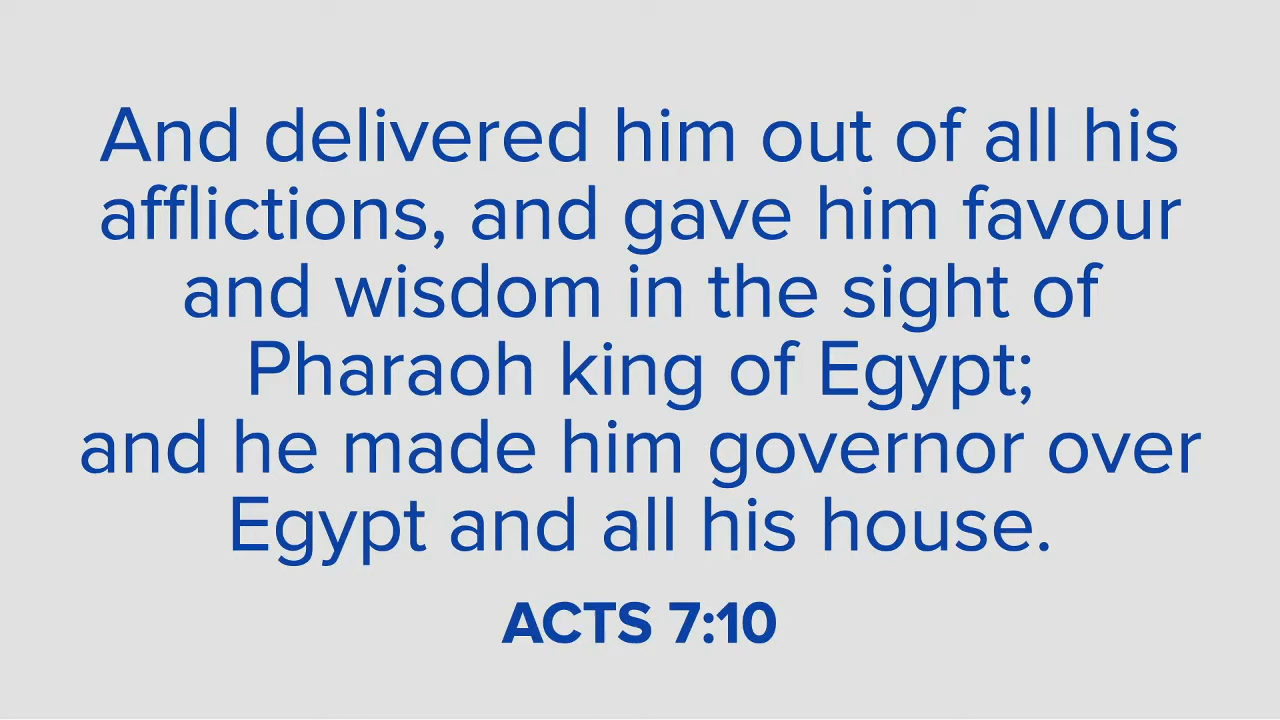 And delivered him out of all his
afflictions, and gave him favour
and wisdom in the sight of
Pharaoh king of Egypt;
and he made him governor over
Egypt and all his house.
ACTS 7:10